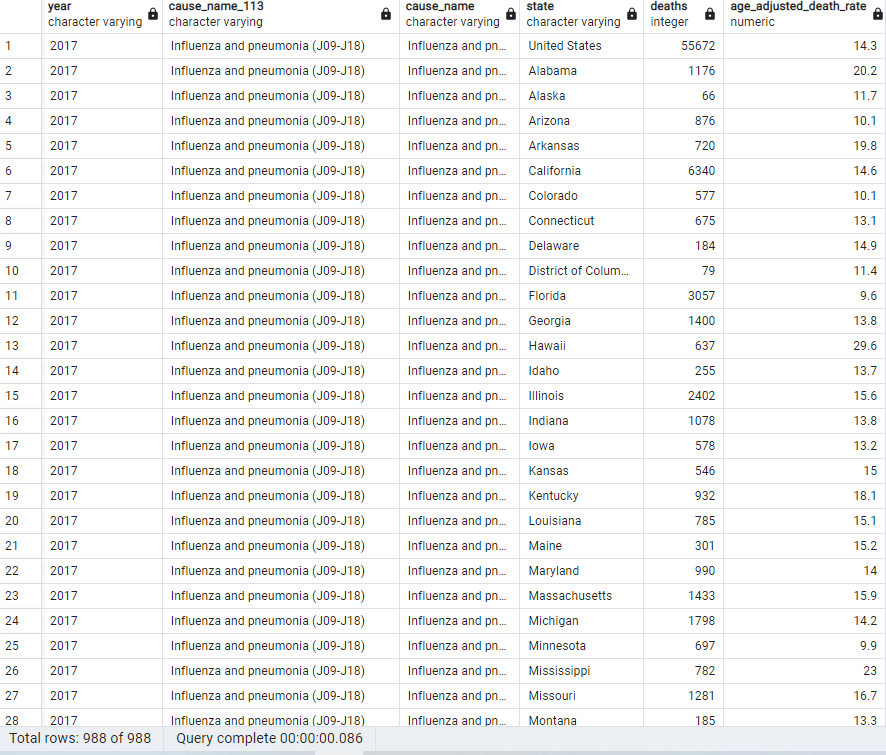 year cause_name_113 cause_name state deaths age_adjusted_death_rate
character varying character varying character varying character varying integer numeric
1 2017 Influenza and pneumonia (J09-J18) Influenza and pn... United States 55672 14.3
2 2017 Influenza and pneumonia (J09-J18) Influenza and pn... Alabama 1176 20.2
3 2017 Influenza and pneumonia (J09-J18) Influenza and pn... Alaska 66 11.7
4 2017 Influenza and pneumonia (J09-J18) Influenza and pn... Arizona 876 10.1
5 2017 Influenza and pneumonia (J09-J18) Influenza and pn... Arkansas 720 19.8
6 2017 Influenza and pneumonia (J09-J18) Influenza and pn... California 6340 14.6
7 2017 Influenza and pneumonia (J09-J18) Influenza and pn... Colorado 577 10.1
8 2017 Influenza and pneumonia (J09-J18) Influenza and pn... Connecticut 675 13.1
9 2017 Influenza and pneumonia (J09-J18) Influenza and pn... Delaware 184 14.9
10 2017 Influenza and pneumonia (J09-J18) Influenza and pn... District of Colum... 79 11.4
11 2017 Influenza and pneumonia (J09-J18) Influenza and pn... Florida 3057 9.6
12 2017 Influenza and pneumonia (J09-J18) Influenza and pn... Georgia 1400 13.8
13 2017 Influenza and pneumonia (J09-J18) Influenza and pn... Hawaii 637 29.6
14 2017 Influenza and pneumonia (J09-J18) Influenza and pn... Idaho 255 13.7
15 2017 Influenza and pneumonia (J09-J18) Influenza and pn... Illinois 2402 15.6
16 2017 Influenza and pneumonia (J09-J18) Influenza and pn... Indiana 1078 13.8
17 2017 Influenza and pneumonia (J09-J18) Influenza and pn... Iowa 578 13.2
18 2017 Influenza and pneumonia (J09-J18) Influenza and pn... Kansas 546 15
19 2017 Influenza and pneumonia (J09-J18) Influenza and pn... Kentucky 932 18.1
20 2017 Influenza and pneumonia (J09-J18) Influenza and pn... Louisiana 785 15.1
21 2017 Influenza and pneumonia (J09-J18) Influenza and pn... Maine 301 15.2
22 2017 Influenza and pneumonia (J09-J18) Influenza and pn... Maryland 990 14
23 2017 Influenza and pneumonia (J09-J18) Influenza and pn... Massachusetts 1433 15.9
24 2017 Influenza and pneumonia (J09-J18) Influenza and pn... Michigan 1798 14.2
25 2017 Influenza and pneumonia (J09-J18) Influenza and pn... Minnesota 697 9.9
26 2017 Influenza and pneumonia (J09-J18) Influenza and pn... Mississippi 782 23
27 2017 Influenza and pneumonia (J09-J18) Influenza and pn... Missouri 1281 16.7
28 2017 Influenza and pneumonia (J09-J18) Influenza and pn... Montana 185 13.3
Total rows: 988 of 988 Query complete 00:00:00.086